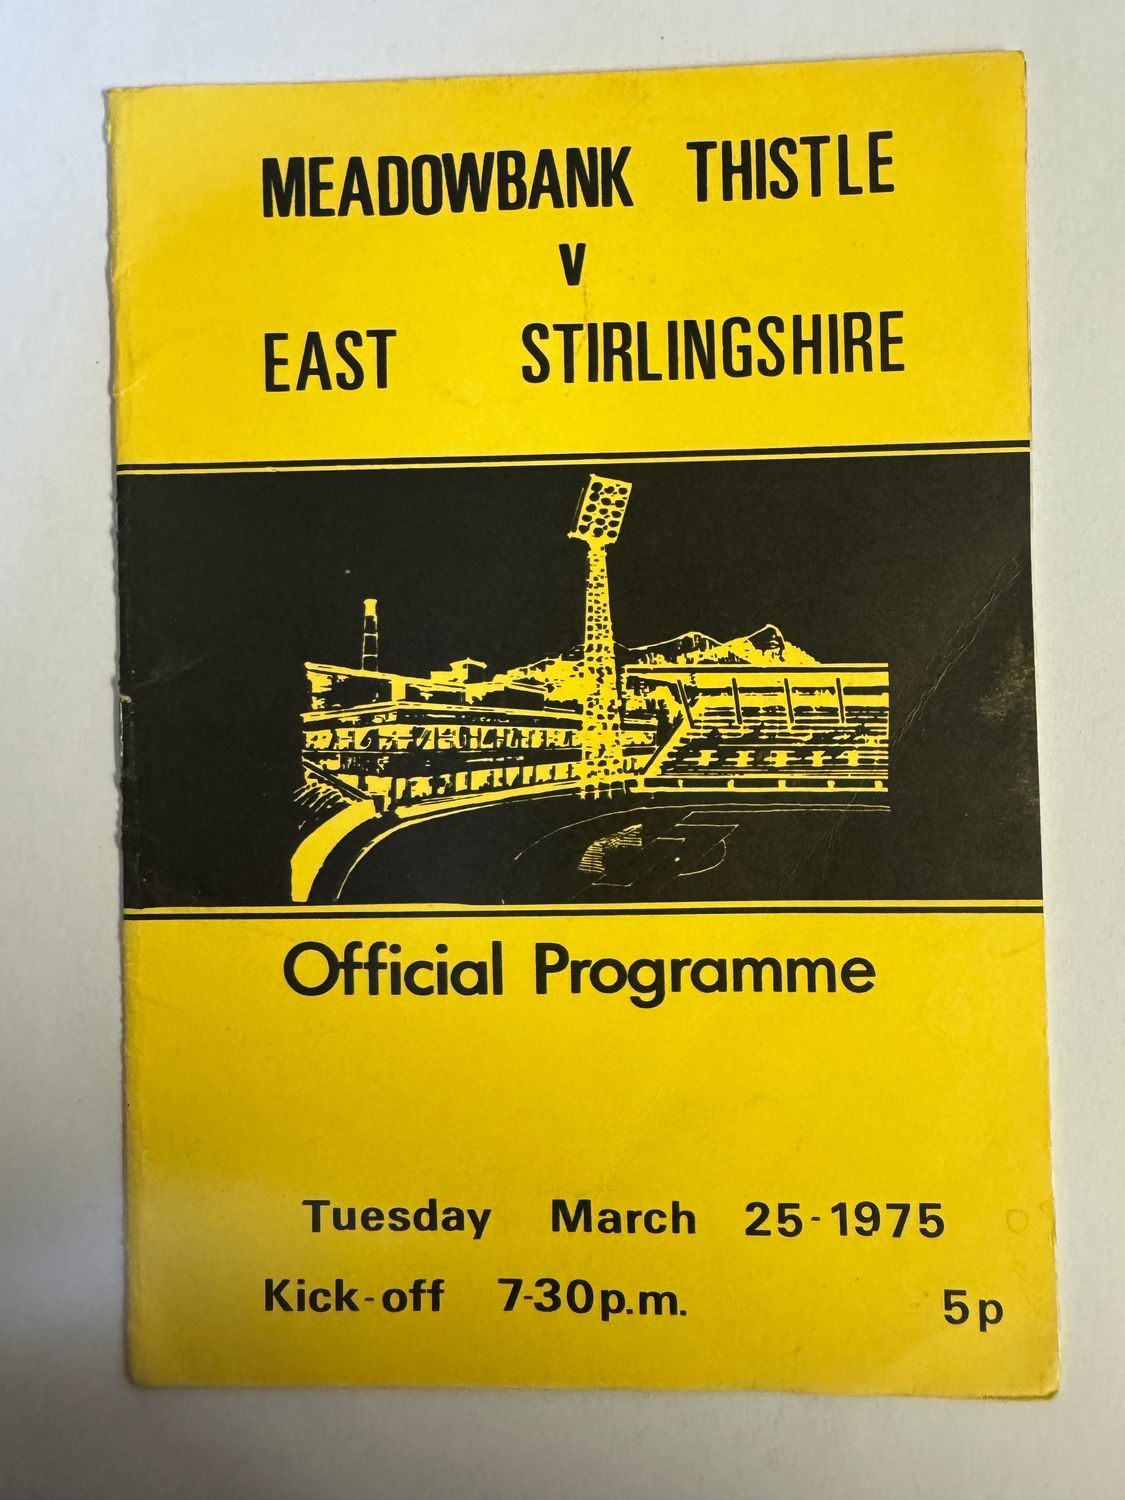 MEADOWBANK THISTLE
v
EAST STIRLINGSHIRE
Official Programme
Tuesday March 25-1975
Kick-off 7-30p.m.
5p